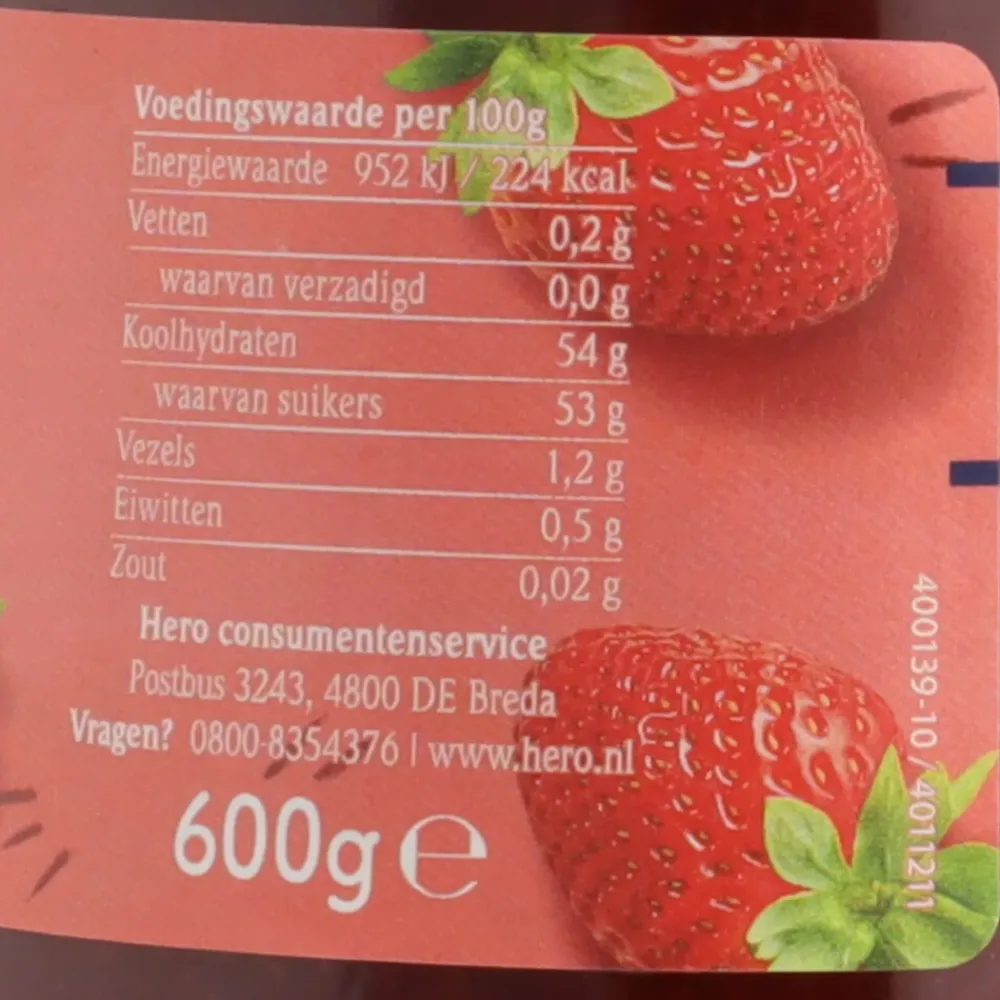 Voedingswaarde per 100g
Energiewaarde 952 kJ / 224 kcal
Vetten 0,2 g
waarvan verzadigd 0,0 g
Koolhydraten 54 g
waarvan suikers 53 g
Vezels 1,2 g
Eiwitten 0,5 g
Zout 0,02 g
Hero consumentenservice
Postbus 3243, 4800 DE Breda
Vragen? 0800-8354376 | www.hero.nl
600g ℮
400139-10 / 4011211